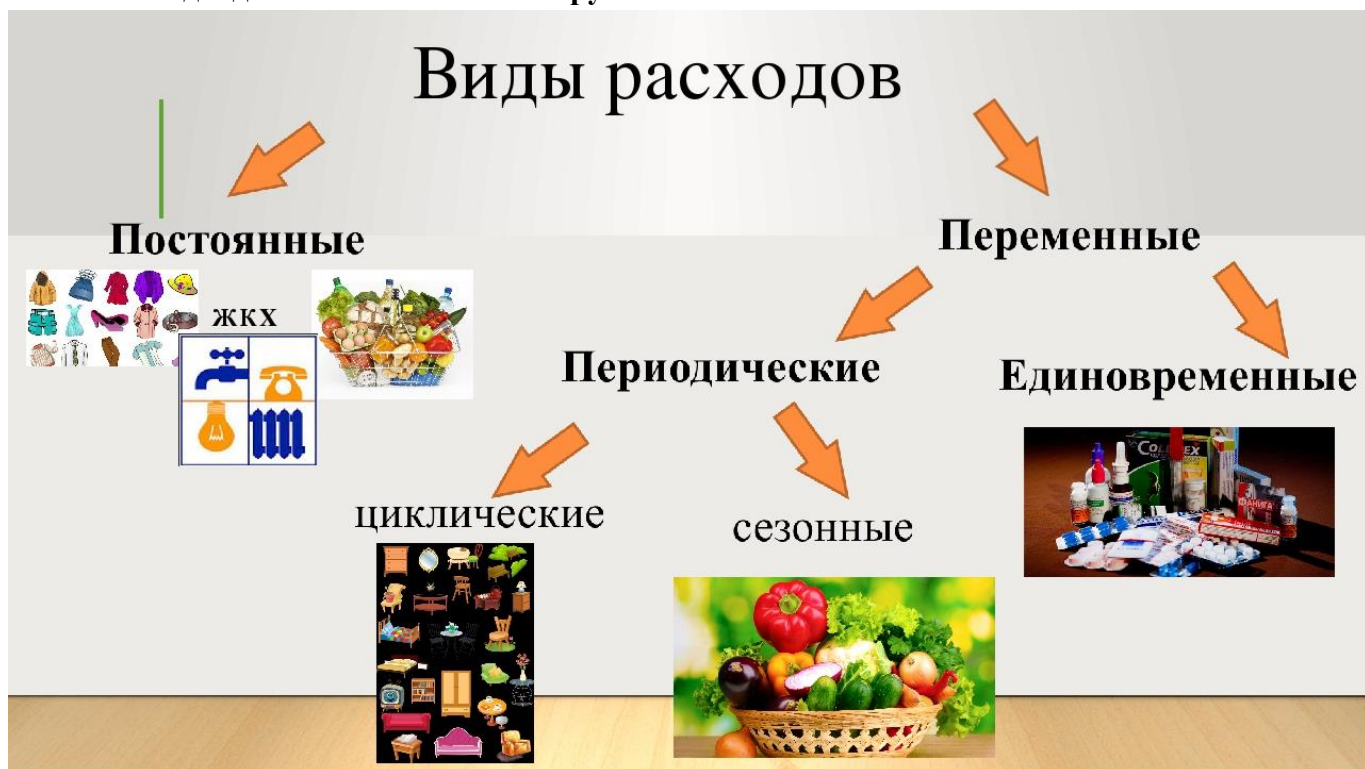 Виды расходов
Постоянные
Переменные
ЖКХ
Периодические
Единовременные
циклические
сезонные